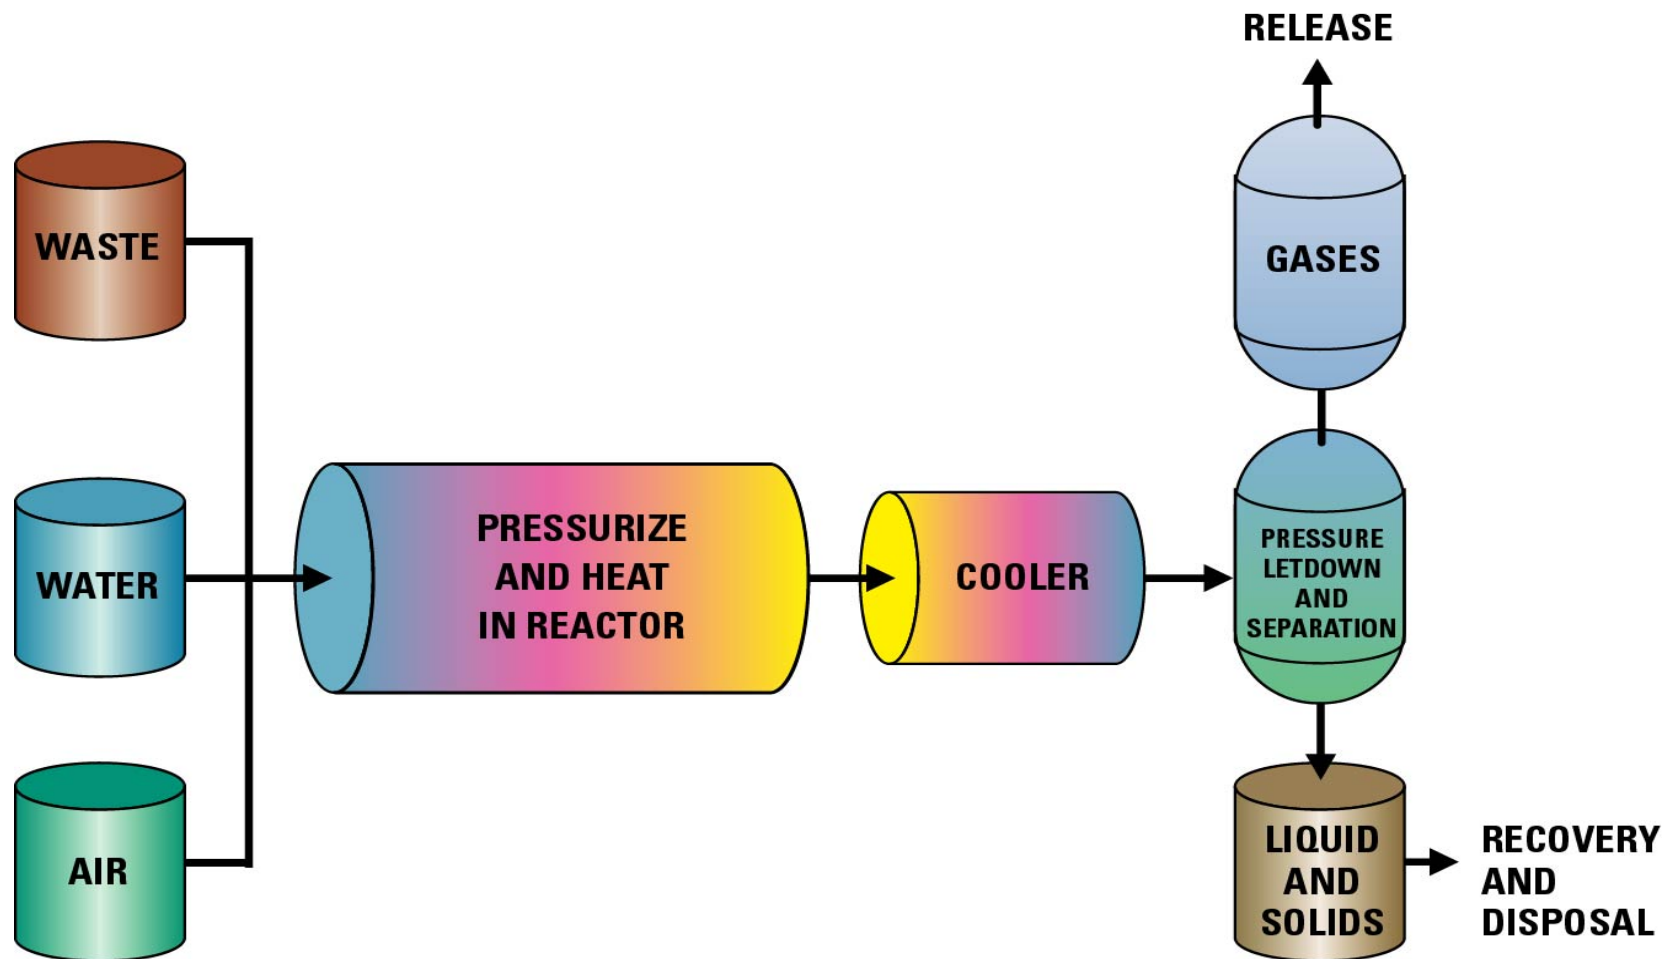 RELEASE
WASTE
GASES
WATER
PRESSURIZE
AND HEAT
IN REACTOR
COOLER
PRESSURE
LETDOWN
AND
SEPARATION
AIR
LIQUID
AND
SOLIDS
RECOVERY
AND
DISPOSAL